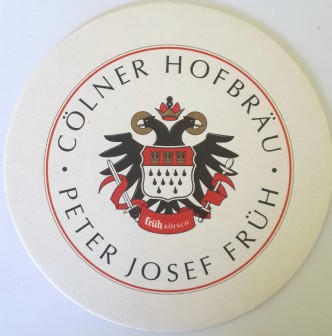 CÖLNER HOFBRÄU
PETER JOSEF FRÜH
früh KÖLSCH